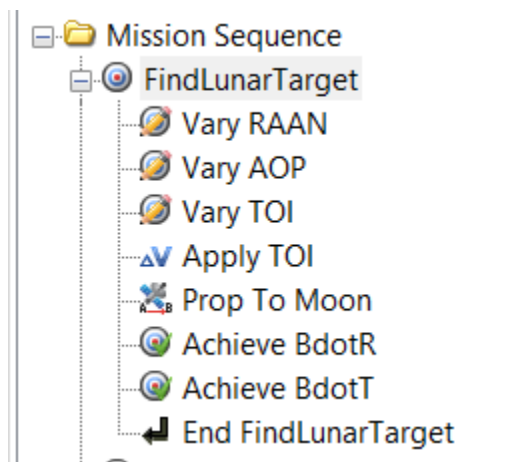 Mission Sequence
FindLunarTarget
Vary RAAN
Vary AOP
Vary TOI
ΔV Apply TOI
Prop To Moon
Achieve BdotR
Achieve BdotT
End FindLunarTarget